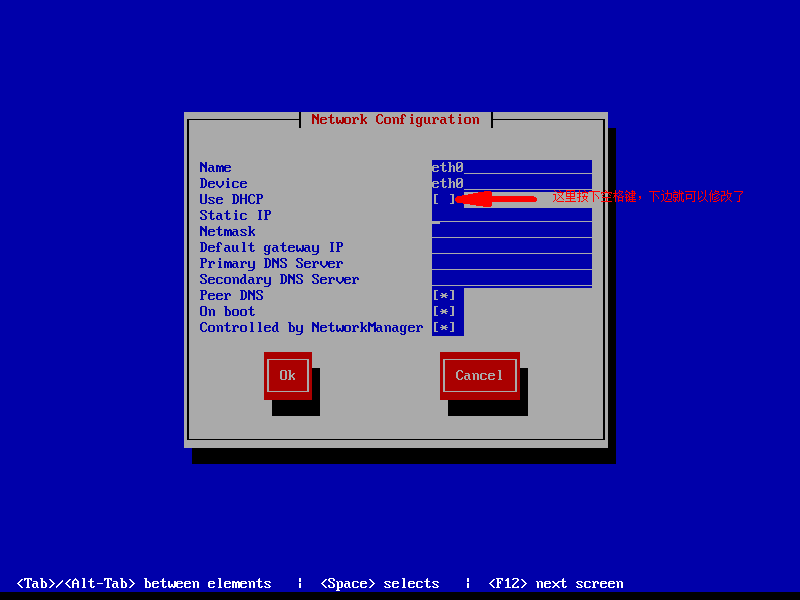 Network Configuration
Name eth0
Device eth0
Use DHCP [ ] 这里按下空格键，下边就可以修改了
Static IP
Netmask
Default gateway IP
Primary DNS Server
Secondary DNS Server
Peer DNS [*]
On boot [*]
Controlled by NetworkManager [*]
Ok Cancel
<Tab>/<Alt-Tab> between elements | <Space> selects | <F12> next screen